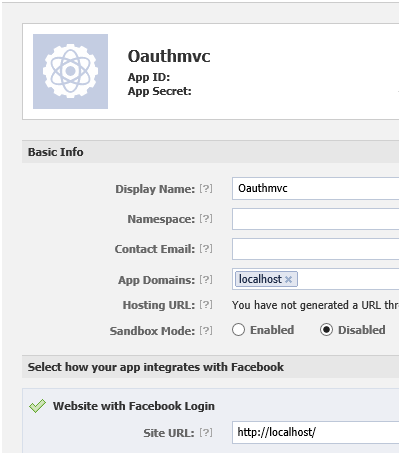 Oauthmvc
App ID:
App Secret:
Basic Info
Display Name: [?] Oauthmvc
Namespace: [?]
Contact Email: [?]
App Domains: [?] localhost ×
Hosting URL: [?] You have not generated a URL
Sandbox Mode: [?] Enabled Disabled
Select how your app integrates with Facebook
Website with Facebook Login
Site URL: [?] http://localhost/